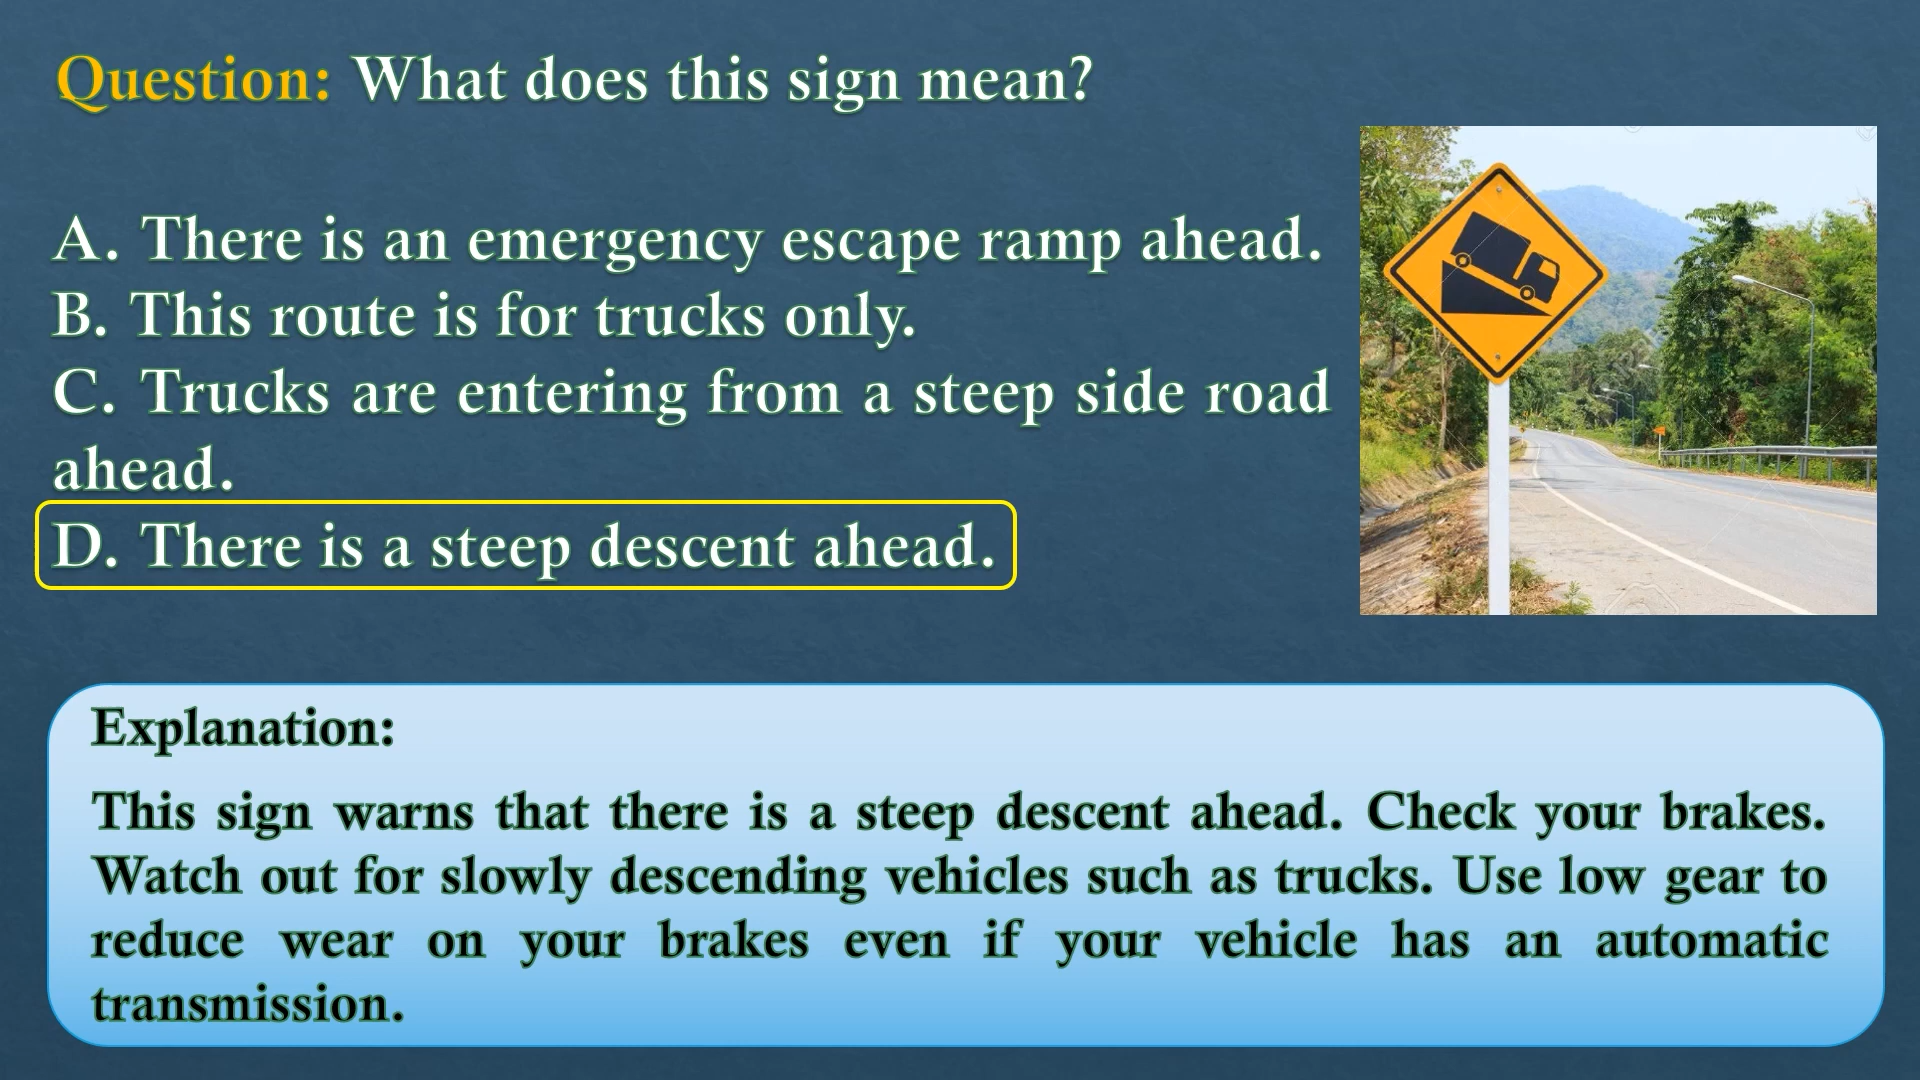 Question: What does this sign mean?
A. There is an emergency escape ramp ahead.
B. This route is for trucks only.
C. Trucks are entering from a steep side road
ahead.
D. There is a steep descent ahead.
Explanation:
This sign warns that there is a steep descent ahead. Check your brakes.
Watch out for slowly descending vehicles such as trucks. Use low gear to
reduce wear on your brakes even if your vehicle has an automatic
transmission.